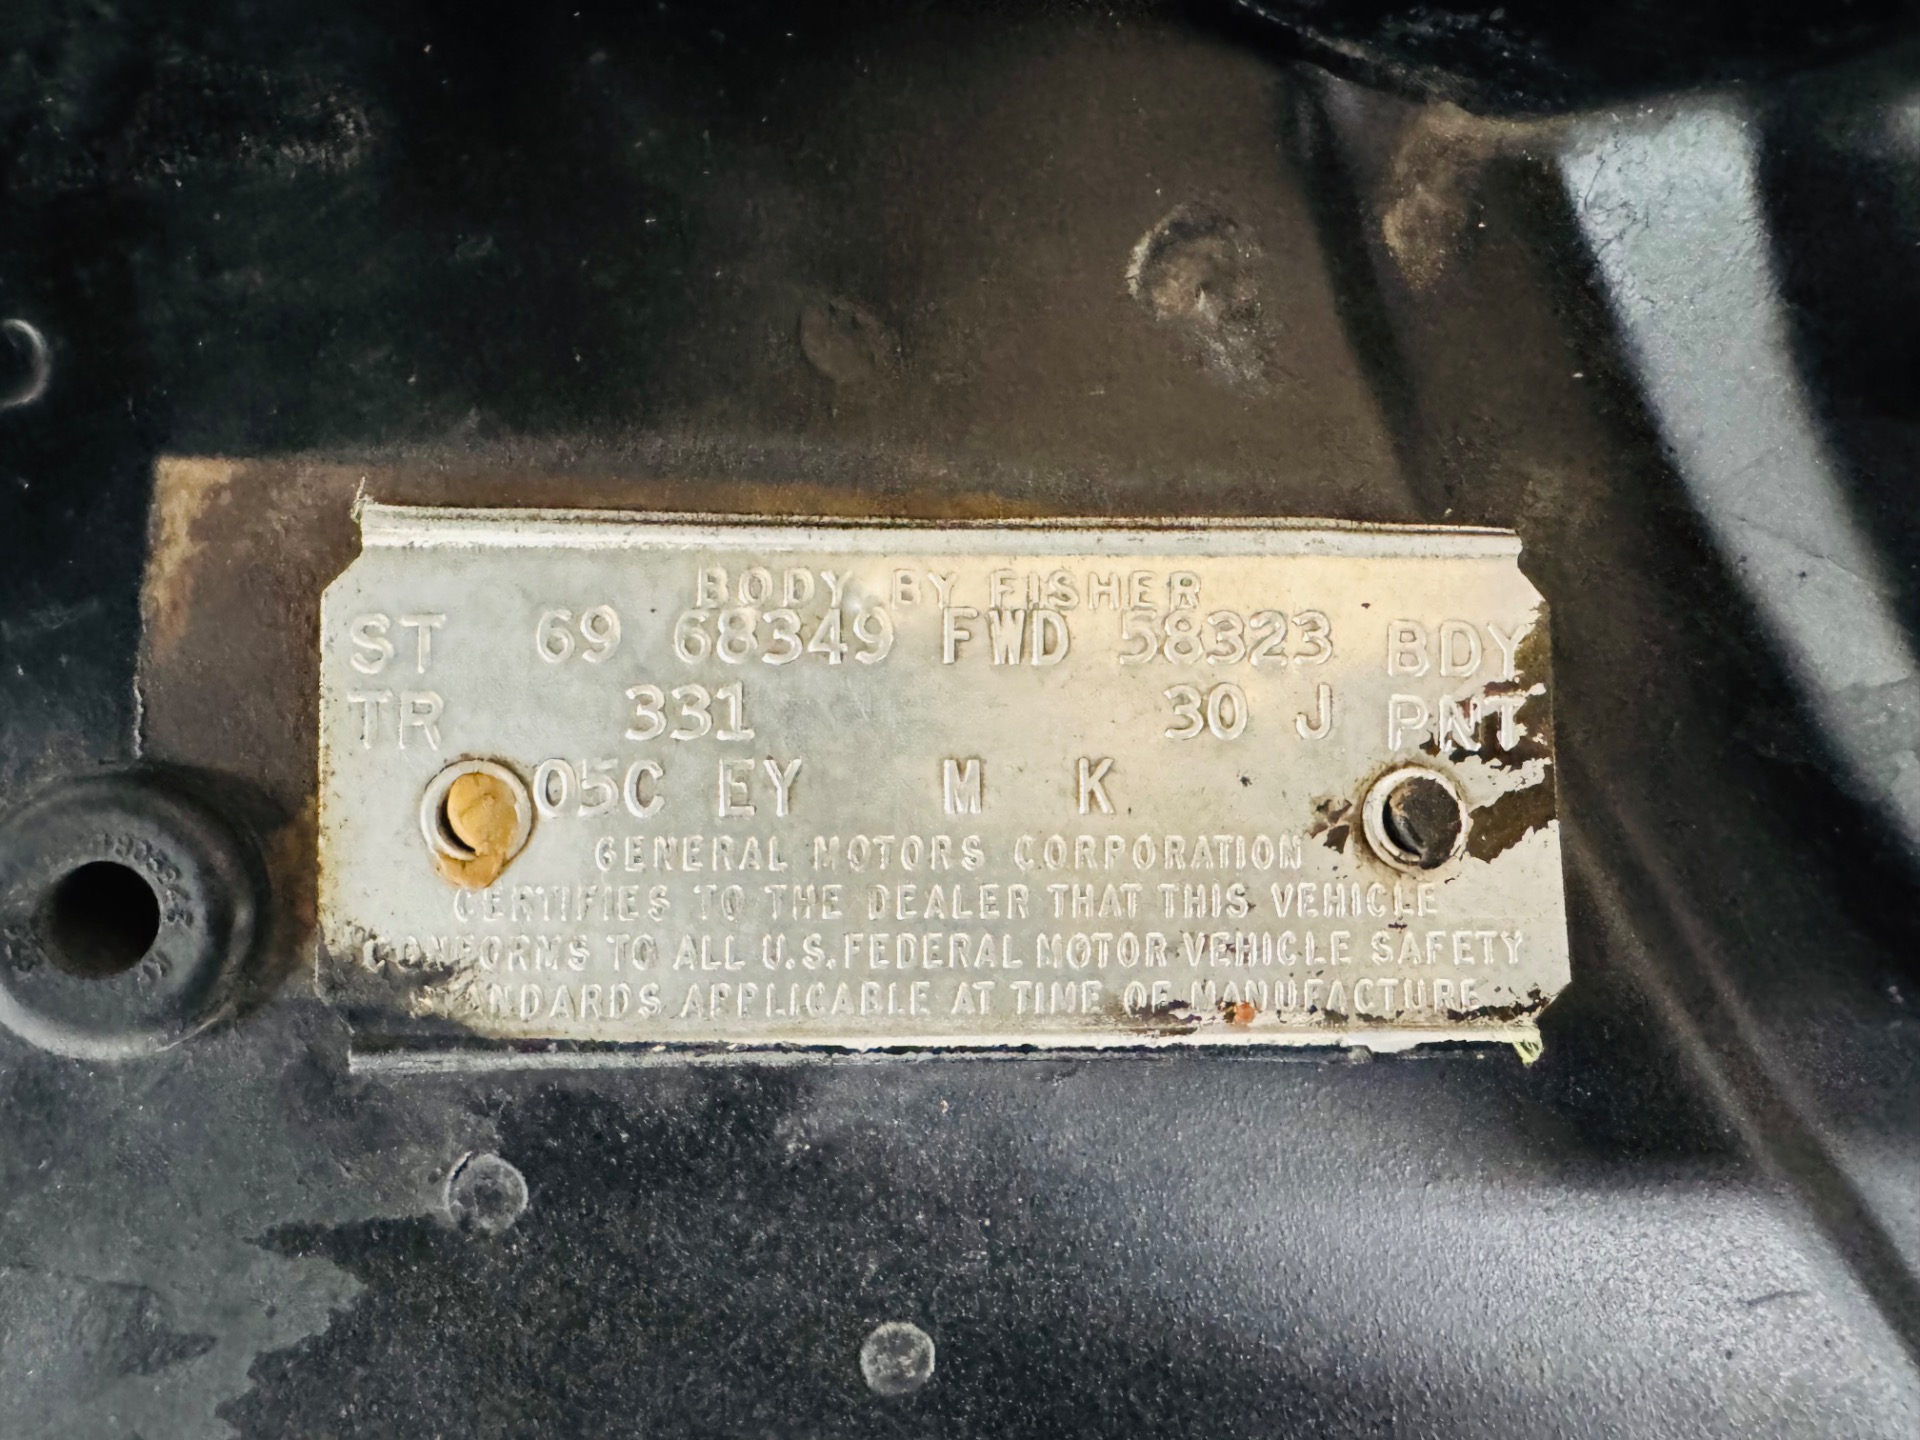 BODY BY FISHER
ST 69 68349 FWD 58323 BDY
TR 331 30 J PNT
05C EY M K
GENERAL MOTORS CORPORATION
CERTIFIES TO THE DEALER THAT THIS VEHICLE
CONFORMS TO ALL U.S. FEDERAL MOTOR VEHICLE SAFETY
STANDARDS APPLICABLE AT TIME OF MANUFACTURE